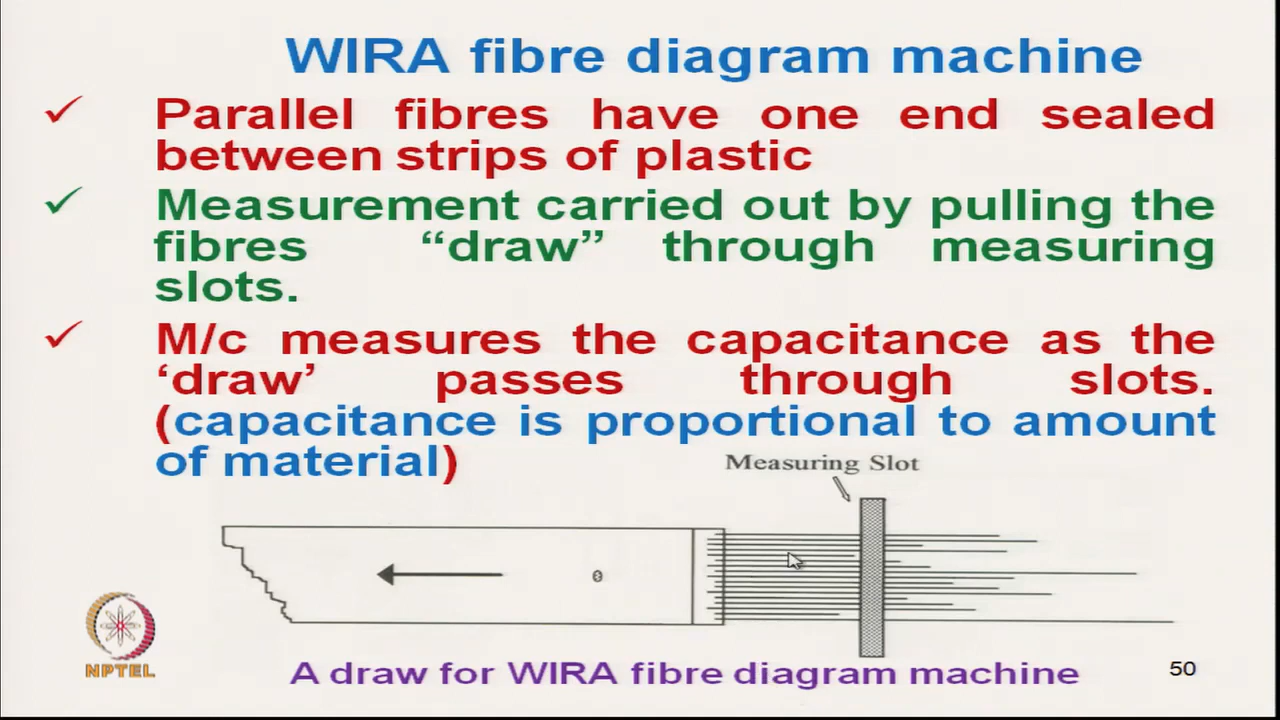 WIRA fibre diagram machine
✓ Parallel fibres have one end sealed
between strips of plastic
✓ Measurement carried out by pulling the
fibres “draw” through measuring
slots.
✓ M/c measures the capacitance as the
‘draw’ passes through slots.
(capacitance is proportional to amount
of material)
Measuring Slot
A draw for WIRA fibre diagram machine
50
NPTEL